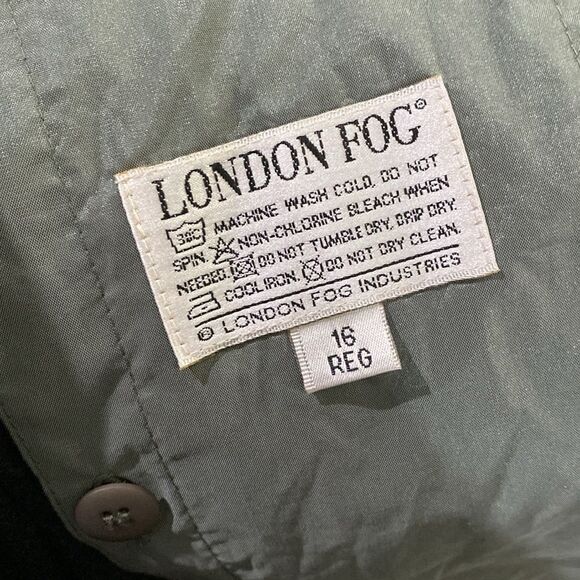 LONDON FOG®
MACHINE WASH COLD, DO NOT
SPIN. NON-CHLORINE BLEACH WHEN
NEEDED. DO NOT TUMBLE DRY, DRIP DRY
COOL IRON. DO NOT DRY CLEAN.
© LONDON FOG INDUSTRIES
16
REG